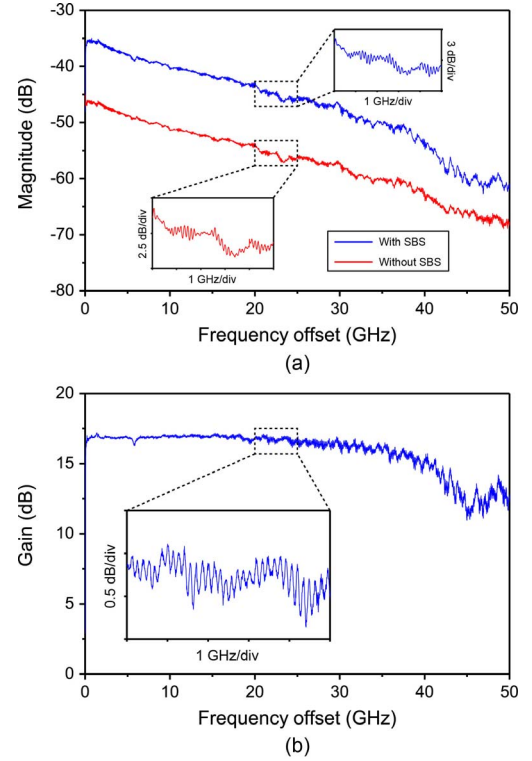 -30
-40
-50
-60
-70
-80
Magnitude (dB)
3 dB/div
1 GHz/div
2.5 dB/div
1 GHz/div
With SBS
Without SBS
0 10 20 30 40 50
Frequency offset (GHz)
(a)
20
15
10
5
0
Gain (dB)
0.5 dB/div
1 GHz/div
0 10 20 30 40 50
Frequency offset (GHz)
(b)